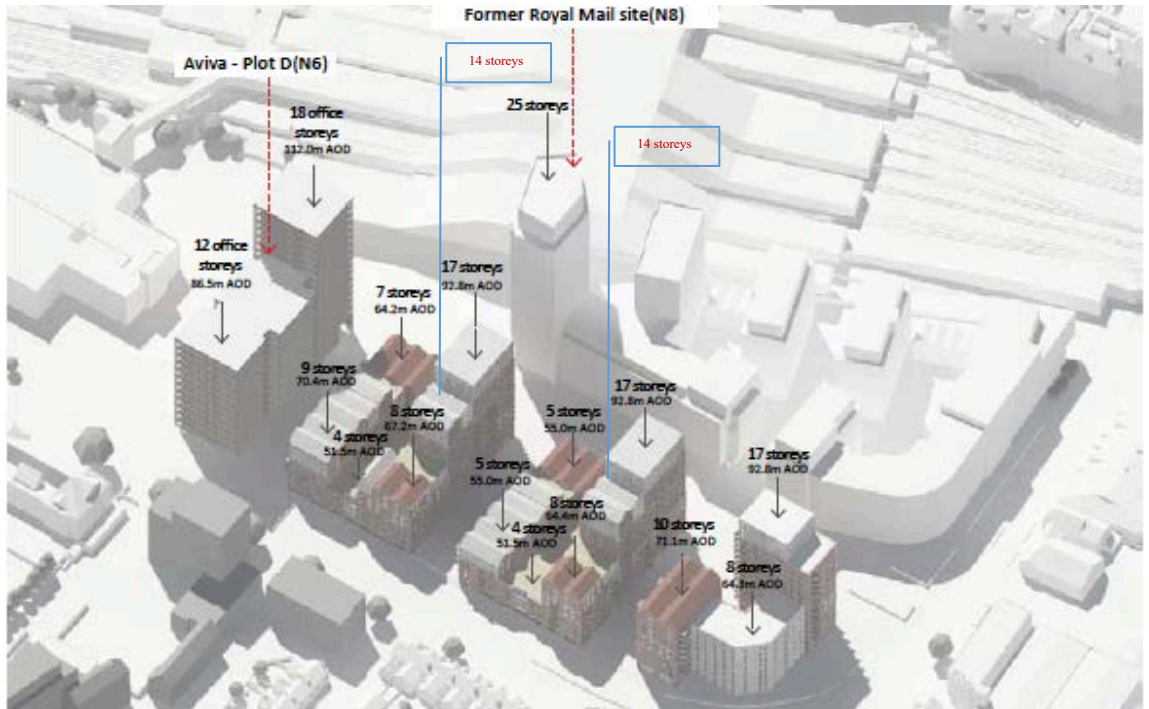 Former Royal Mail site(N8)
Aviva - Plot D(N6)
14 storeys
25 storeys
18 office
storeys
112.0m AOD
14 storeys
12 office
storeys
86.5m AOD
17 storeys
92.8m AOD
7 storeys
64.2m AOD
9 storeys
70.4m AOD
8 storeys
67.2m AOD
4 storeys
51.5m AOD
17 storeys
92.8m AOD
5 storeys
55.0m AOD
5 storeys
55.0m AOD
8 storeys
64.4m AOD
4 storeys
51.5m AOD
17 storeys
92.8m AOD
10 storeys
71.1m AOD
8 storeys
64.3m AOD